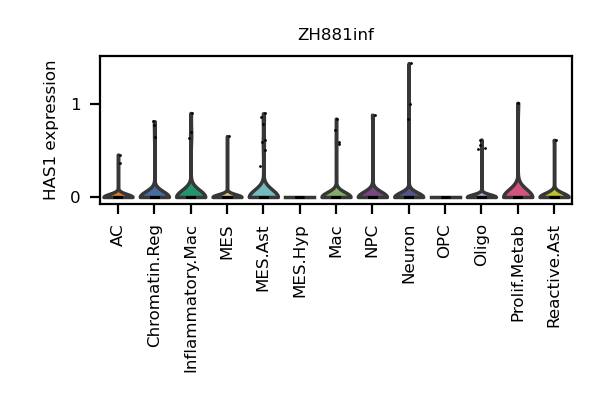 ZH881inf
HAS1 expression
1
0
AC
Chromatin.Reg
Inflammatory.Mac
MES
MES.Ast
MES.Hyp
Mac
NPC
Neuron
OPC
Oligo
Prolif.Metab
Reactive.Ast